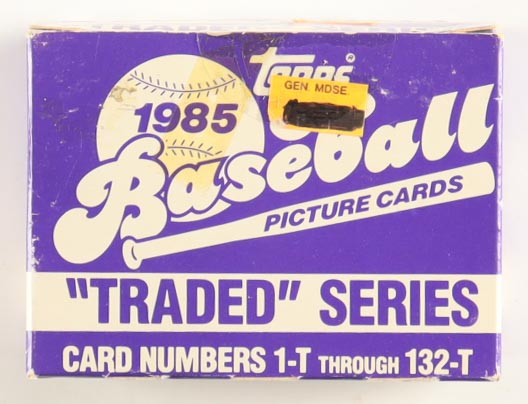 Topps®
GEN. MDSE
1985
Baseball
PICTURE CARDS
"TRADED" SERIES
CARD NUMBERS 1-T THROUGH 132-T